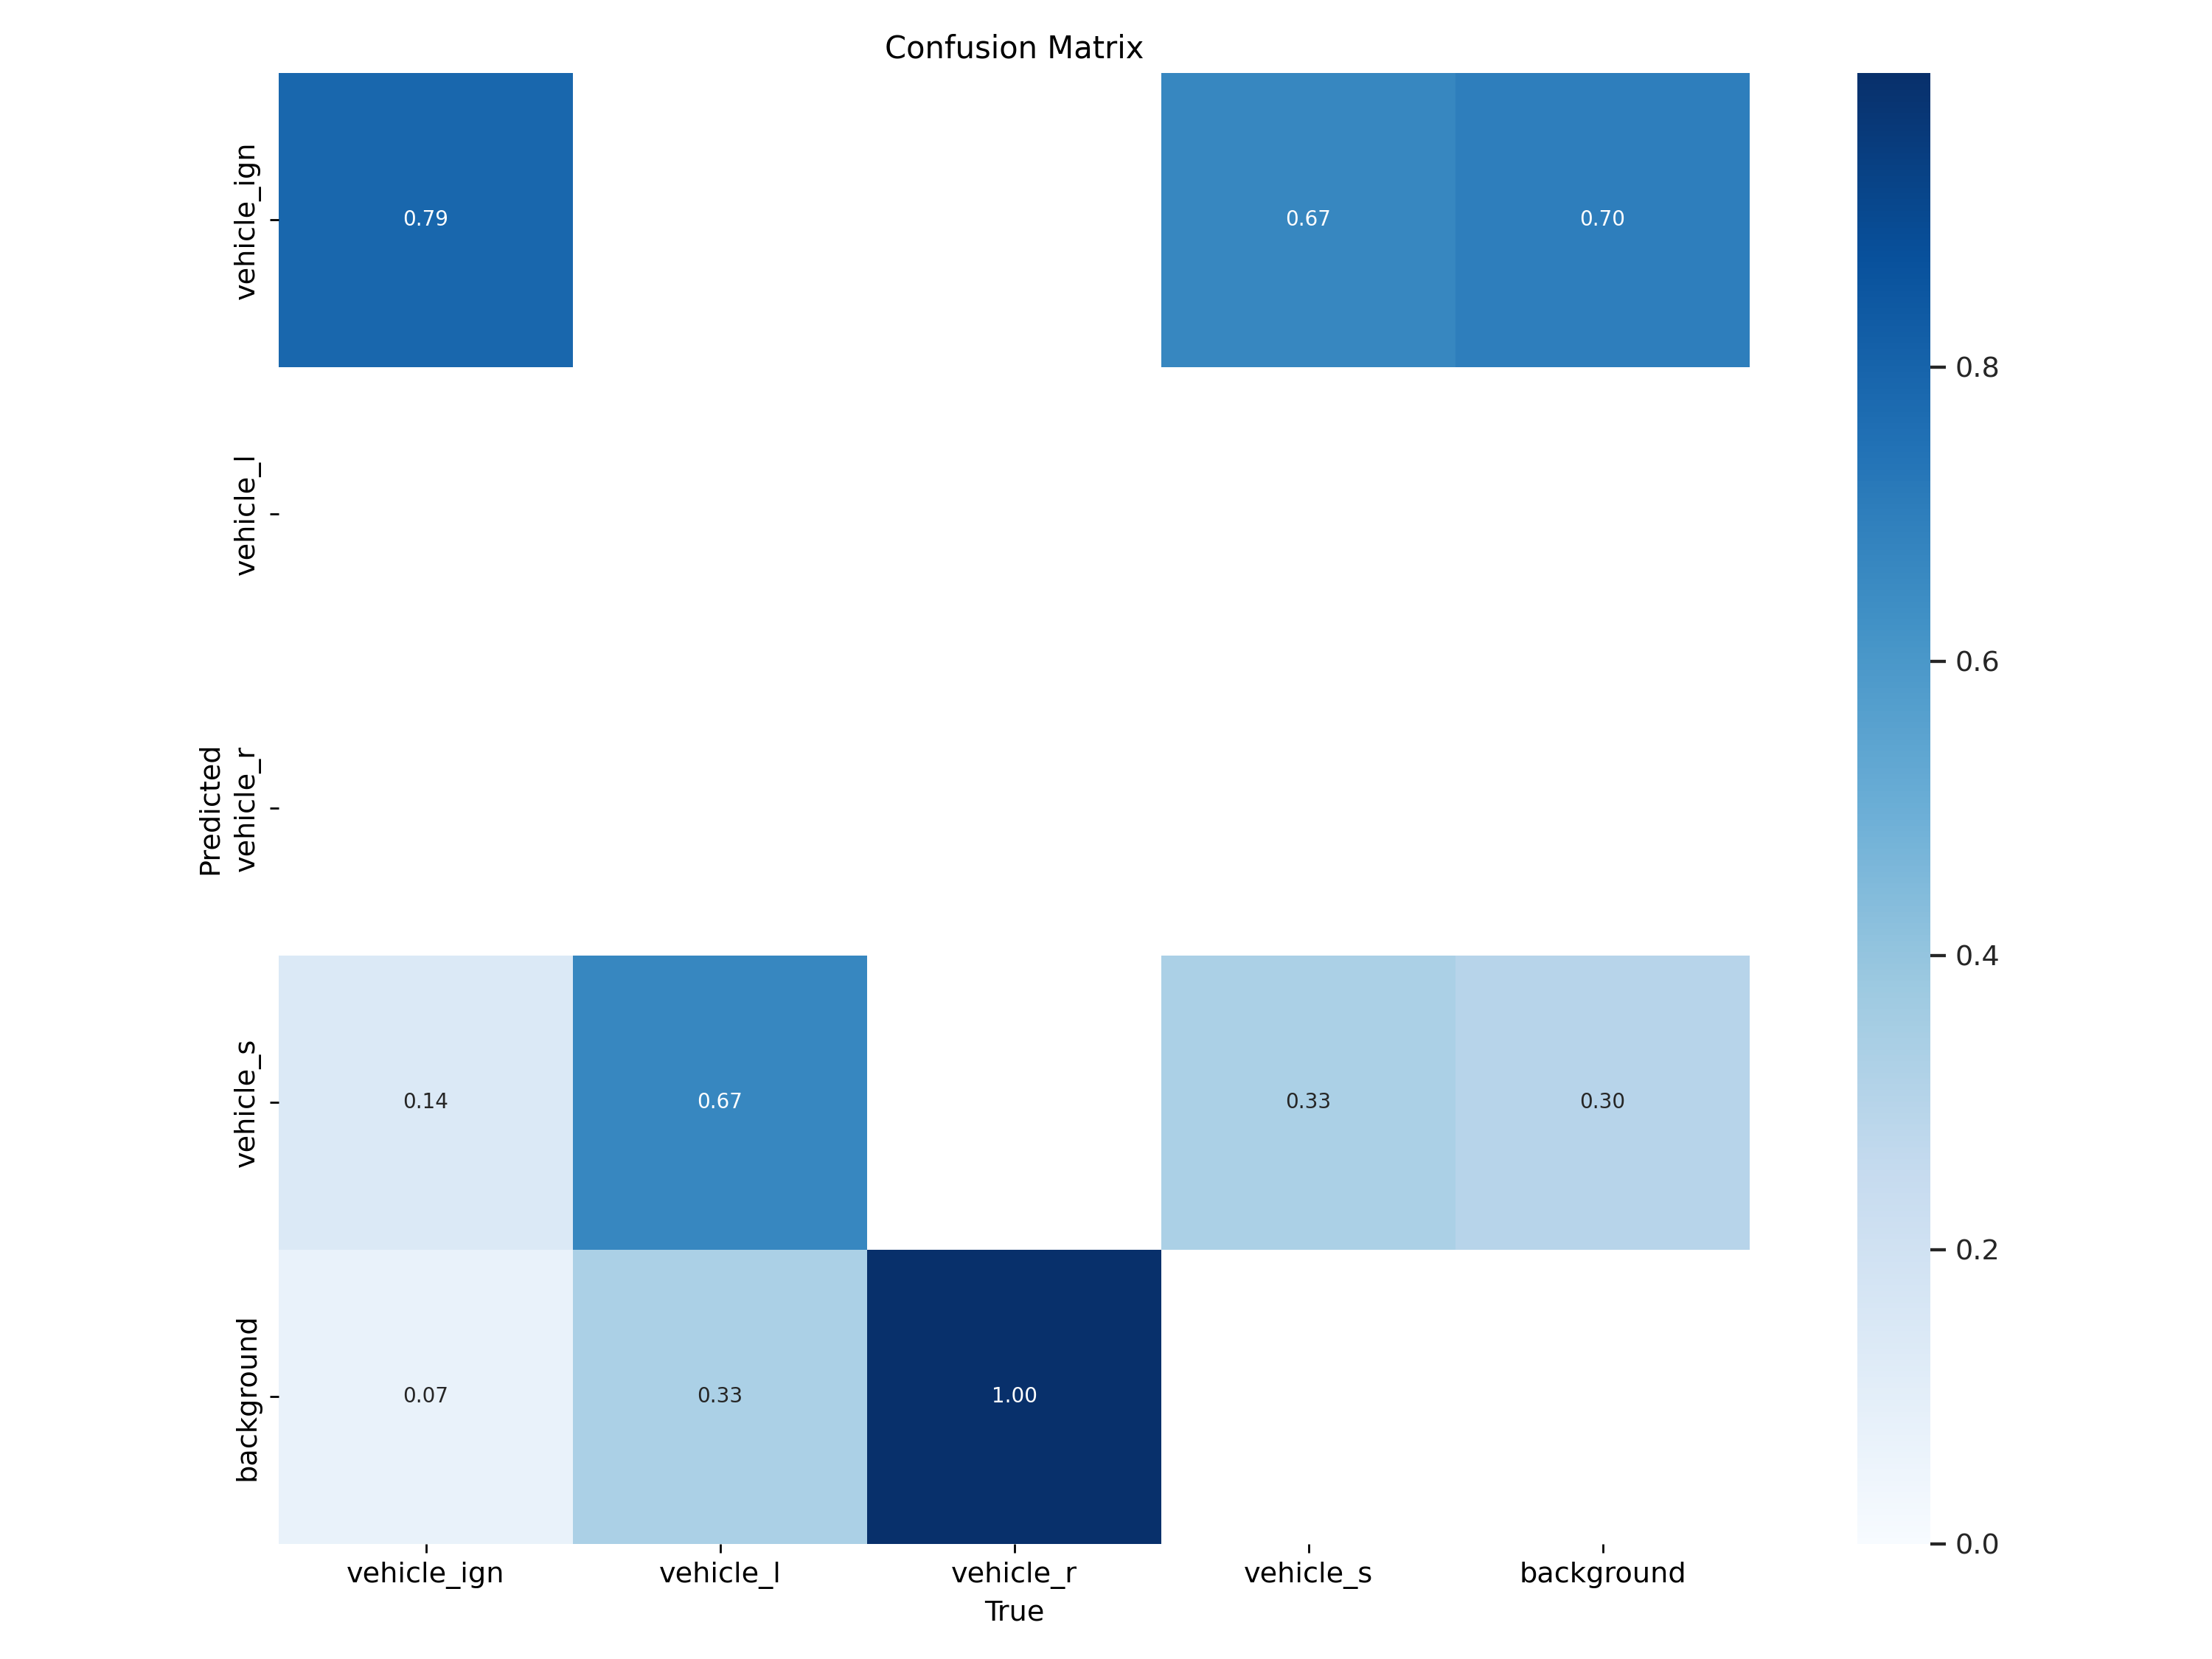 Confusion Matrix
vehicle_ign
0.79
0.67
0.70
0.8
vehicle_l
0.6
Predicted
vehicle_r
0.4
vehicle_s
0.14
0.67
0.33
0.30
0.2
background
0.07
0.33
1.00
0.0
vehicle_ign
vehicle_l
vehicle_r
vehicle_s
background
True